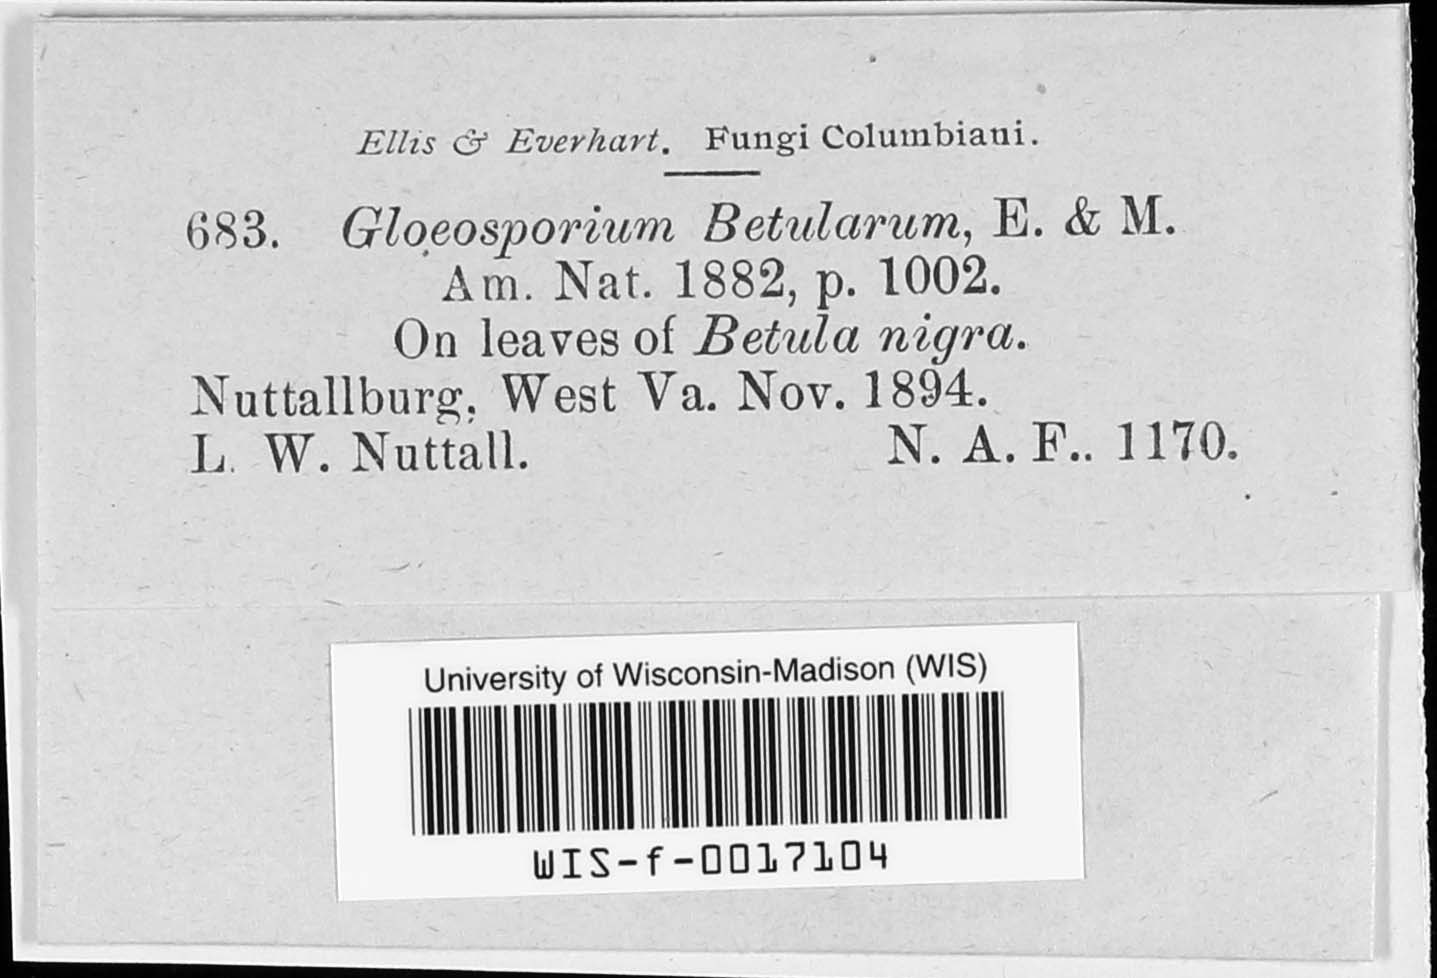 Ellis & Everhart. Fungi Columbiani.
683. Gloeosporium Betularum, E. & M.
Am. Nat. 1882, p. 1002.
On leaves of Betula nigra.
Nuttallburg, West Va. Nov. 1894.
L. W. Nuttall. N. A. F.. 1170.
University of Wisconsin-Madison (WIS)
WIS-f-0017104